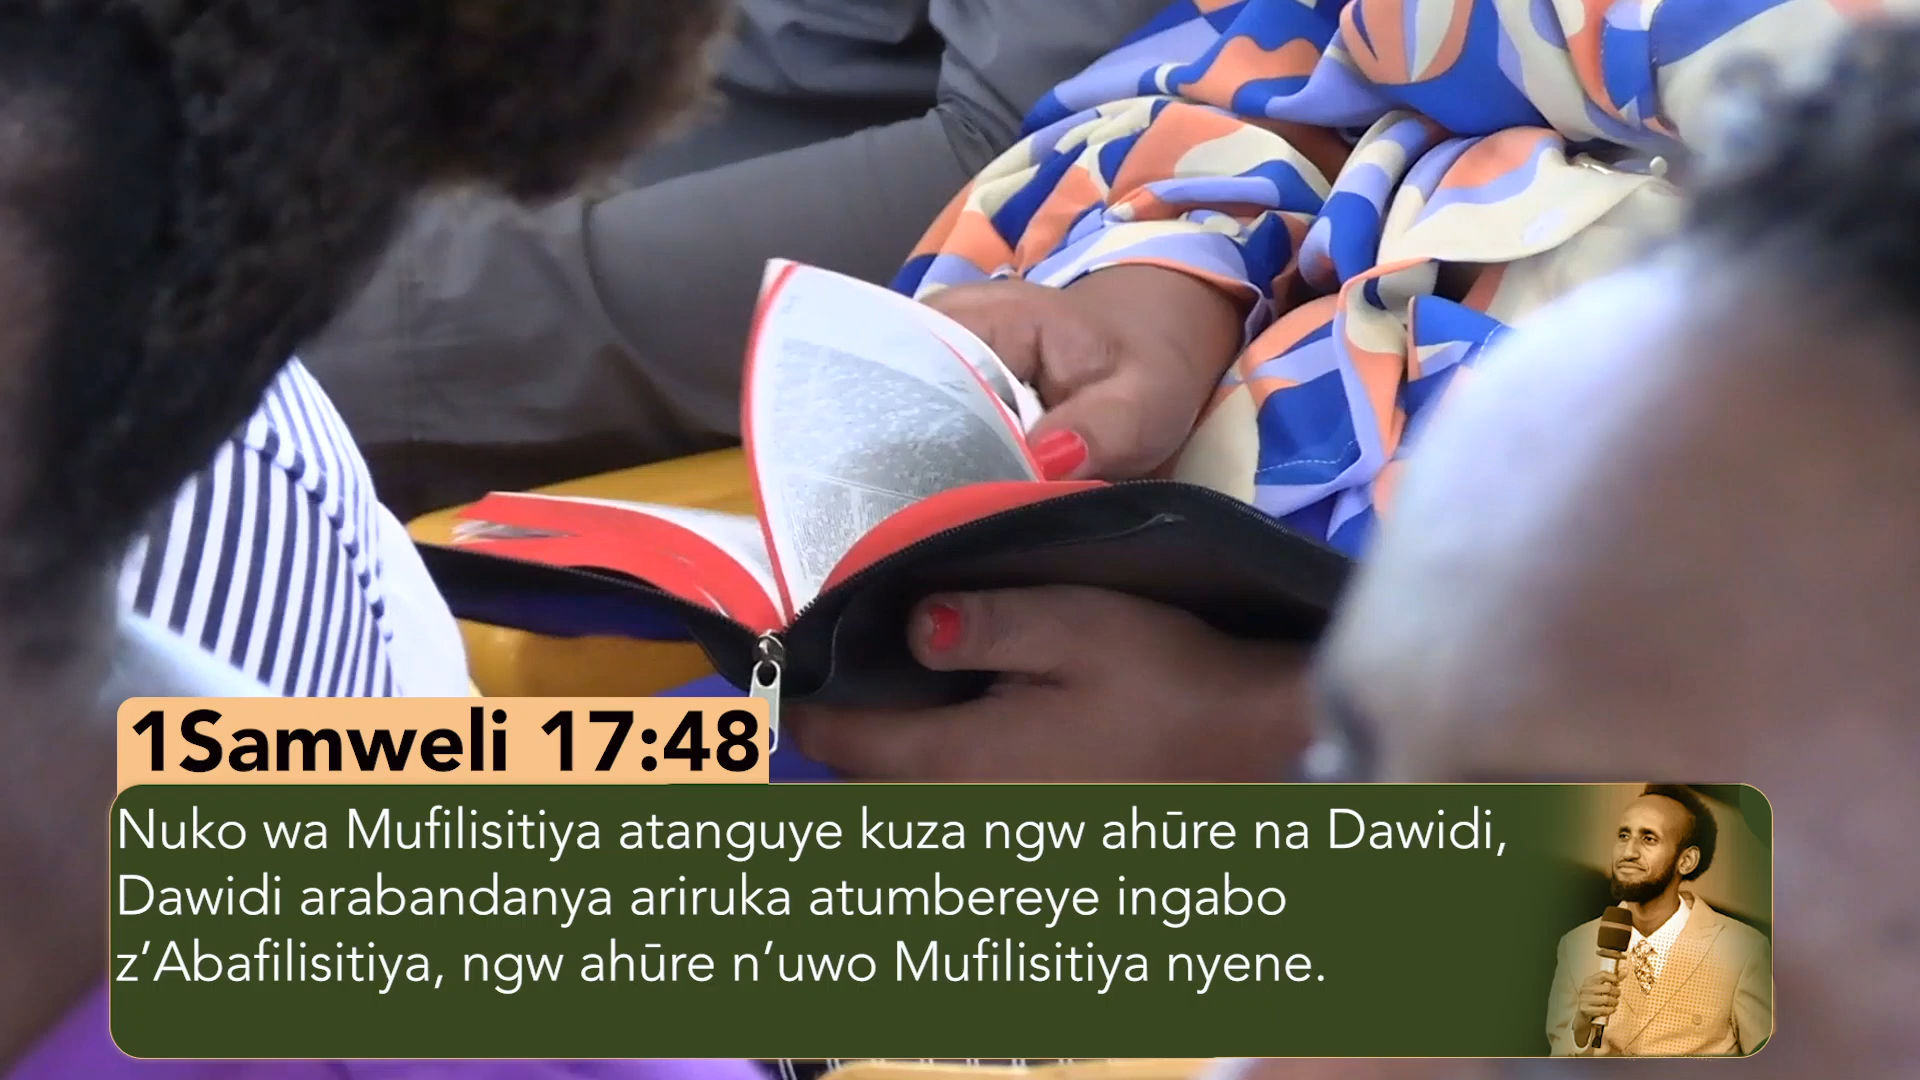 1Samweli 17:48
Nuko wa Mufilisitiya atanguye kuza ngw ahūre na Dawidi,
Dawidi arabandanya ariruka atumbereye ingabo
z’Abafilisitiya, ngw ahūre n’uwo Mufilisitiya nyene.